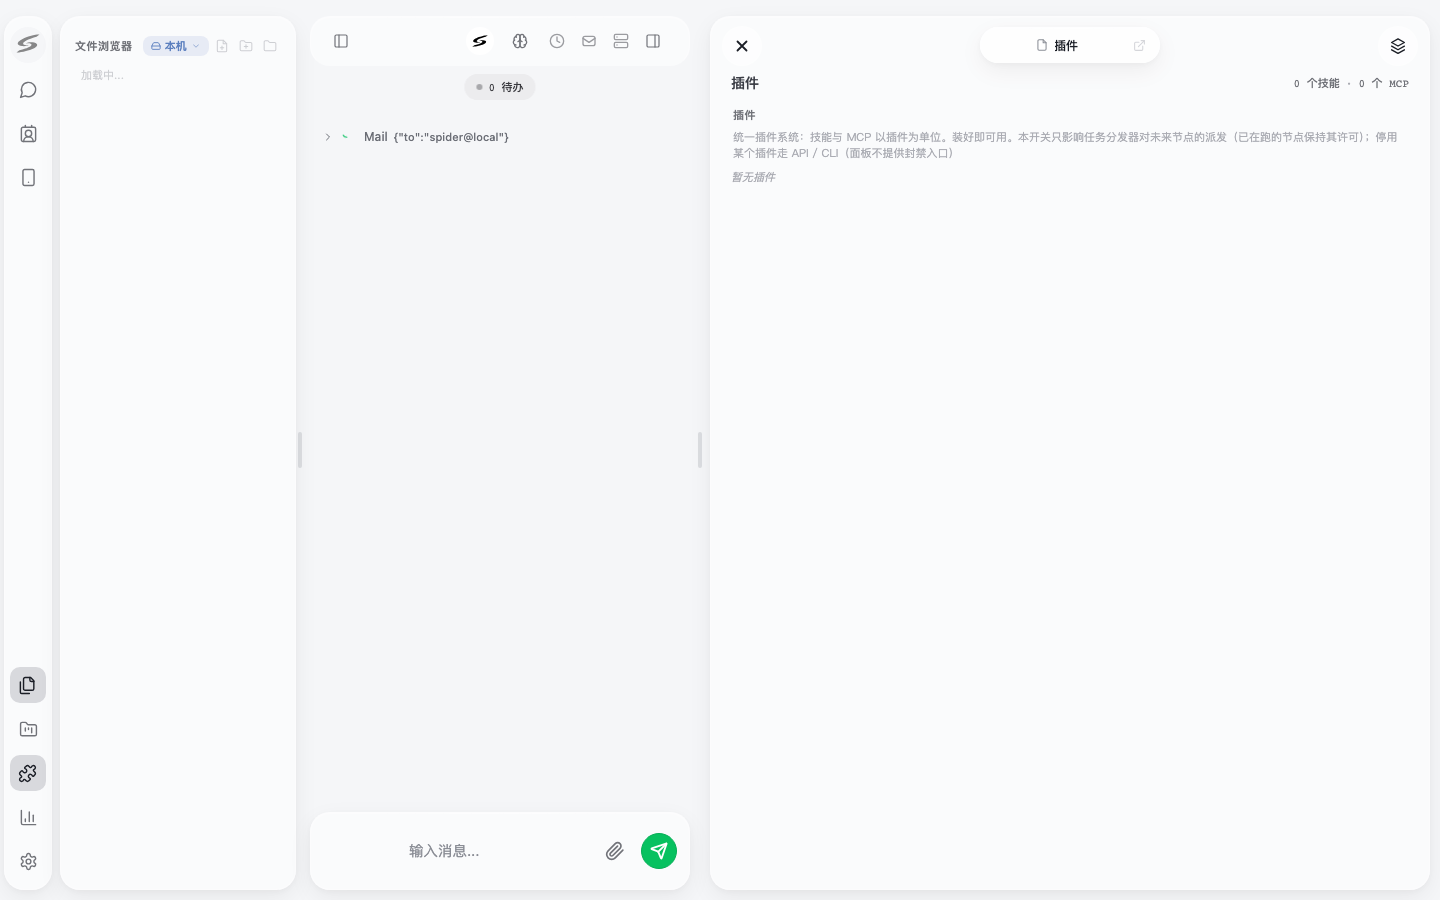 文件浏览器
本机
加载中...
0 待办
Mail {"to":"spider@local"}
输入消息...
插件
插件
0 个技能 · 0 个 MCP
插件
统一插件系统：技能与 MCP 以插件为单位。装好即可用。本开关只影响任务分发器对未来节点的派发（已在跑的节点保持其许可）；停用
某个插件走 API / CLI（面板不提供封禁入口）
暂无插件